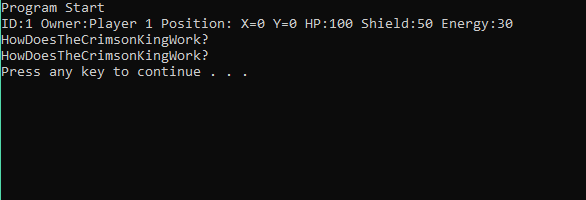 Program Start
ID:1 Owner:Player 1 Position: X=0 Y=0 HP:100 Shield:50 Energy:30
HowDoesTheCrimsonKingWork?
HowDoesTheCrimsonKingWork?
Press any key to continue . . .